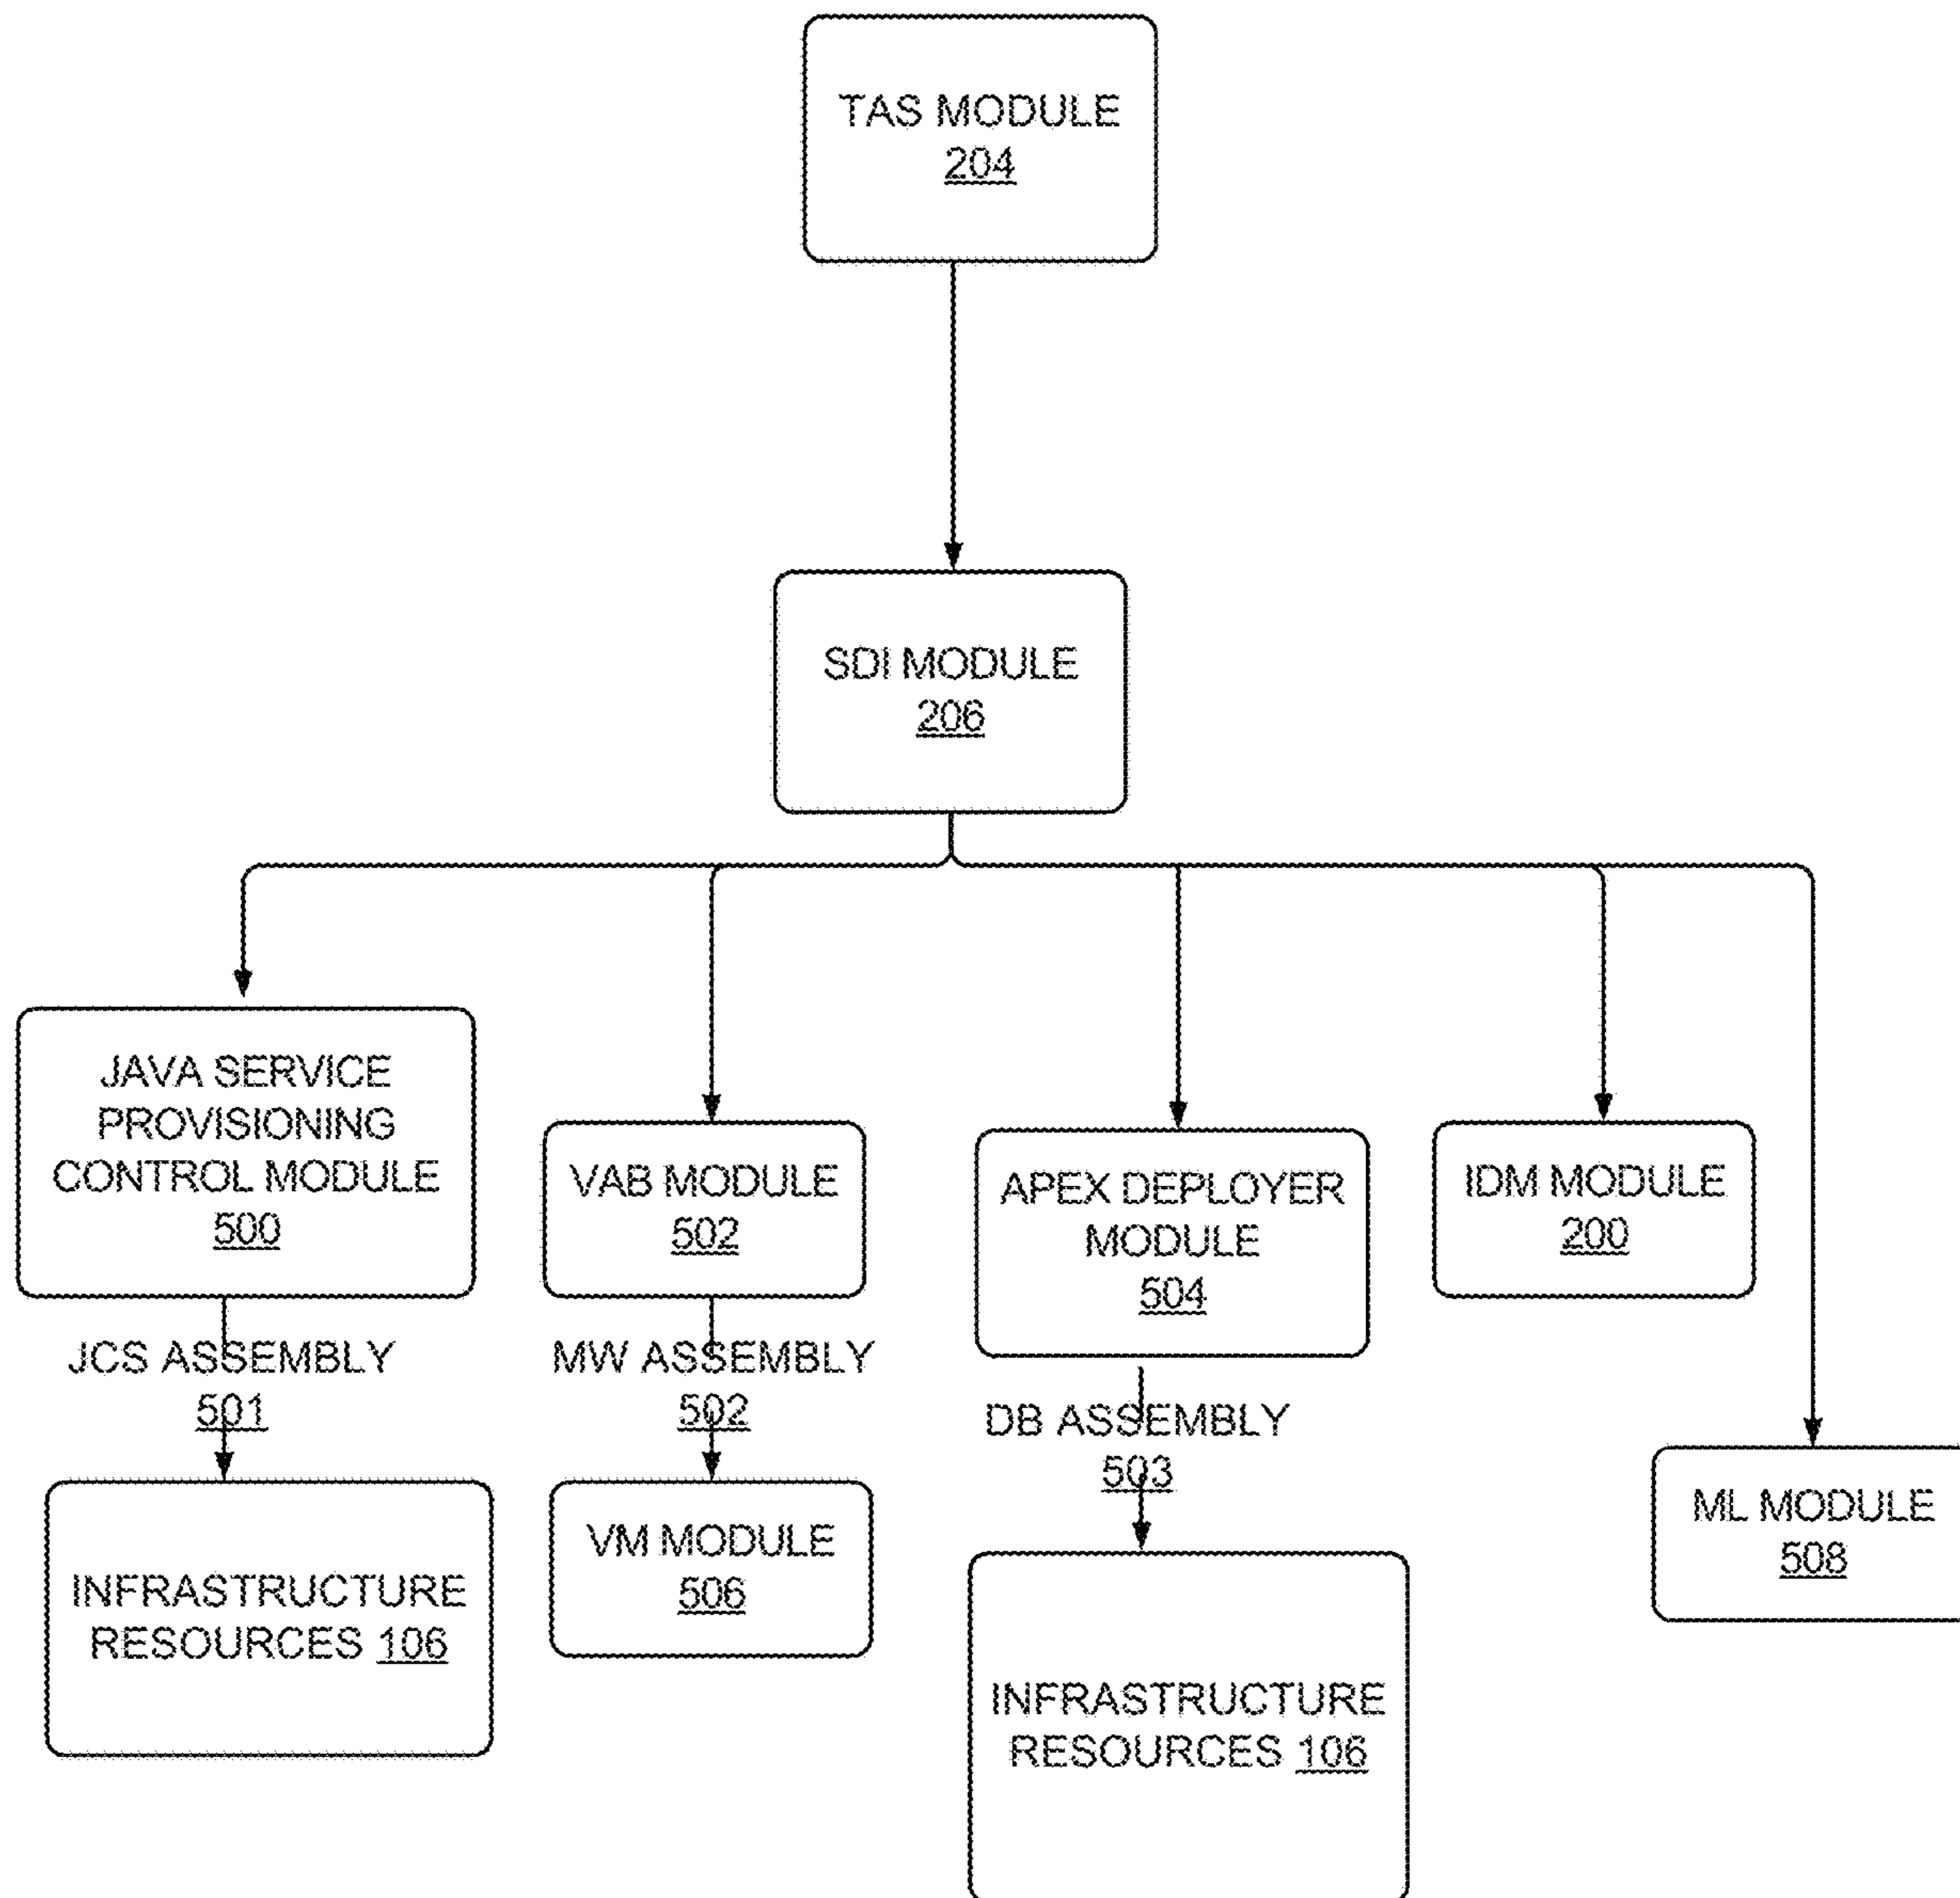 TAS MODULE
204
SDI MODULE
206
JAVA SERVICE
PROVISIONING
CONTROL MODULE
500
VAB MODULE
502
APEX DEPLOYER
MODULE
504
IDM MODULE
200
JCS ASSEMBLY
501
MW ASSEMBLY
502
DB ASSEMBLY
503
INFRASTRUCTURE
RESOURCES 106
VM MODULE
506
INFRASTRUCTURE
RESOURCES 106
ML MODULE
508